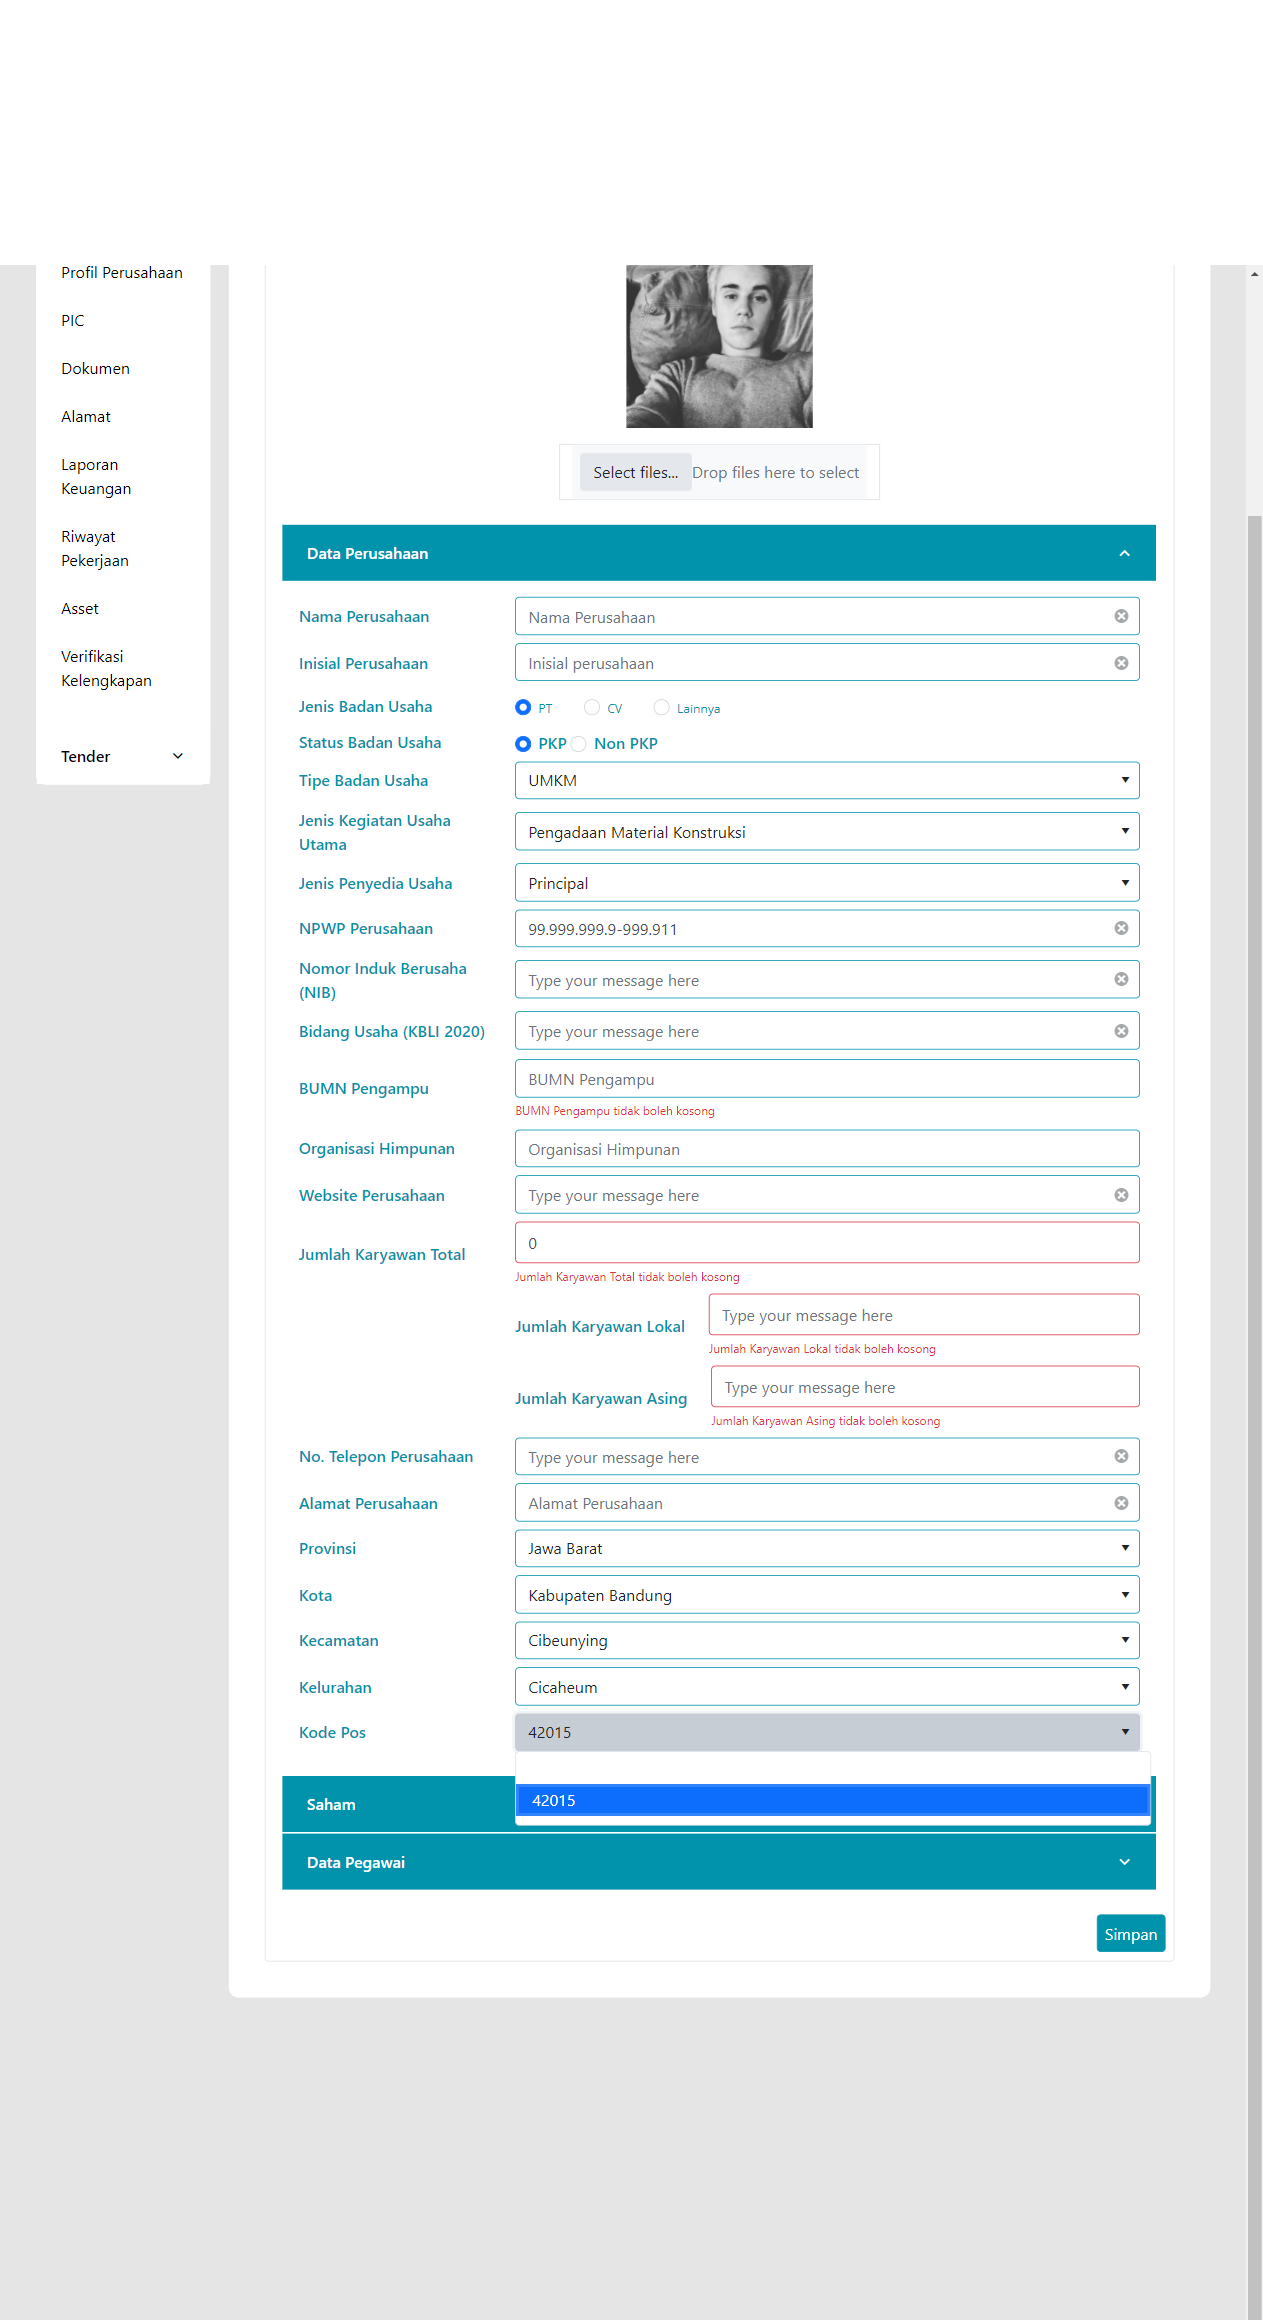 Profil Perusahaan
PIC
Dokumen
Alamat
Laporan
Keuangan
Riwayat
Pekerjaan
Asset
Verifikasi
Kelengkapan
Tender
Select files...
Drop files here to select
Data Perusahaan
Nama Perusahaan
Nama Perusahaan
Inisial Perusahaan
Inisial perusahaan
Jenis Badan Usaha
PT CV Lainnya
Status Badan Usaha
PKP Non PKP
Tipe Badan Usaha
UMKM
Jenis Kegiatan Usaha
Utama
Pengadaan Material Konstruksi
Jenis Penyedia Usaha
Principal
NPWP Perusahaan
99.999.999.9-999.911
Nomor Induk Berusaha
(NIB)
Type your message here
Bidang Usaha (KBLI 2020)
Type your message here
BUMN Pengampu
BUMN Pengampu
BUMN Pengampu tidak boleh kosong
Organisasi Himpunan
Organisasi Himpunan
Website Perusahaan
Type your message here
Jumlah Karyawan Total
0
Jumlah Karyawan Total tidak boleh kosong
Jumlah Karyawan Lokal
Type your message here
Jumlah Karyawan Lokal tidak boleh kosong
Jumlah Karyawan Asing
Type your message here
Jumlah Karyawan Asing tidak boleh kosong
No. Telepon Perusahaan
Type your message here
Alamat Perusahaan
Alamat Perusahaan
Provinsi
Jawa Barat
Kota
Kabupaten Bandung
Kecamatan
Cibeunying
Kelurahan
Cicaheum
Kode Pos
42015
42015
Saham
Data Pegawai
Simpan